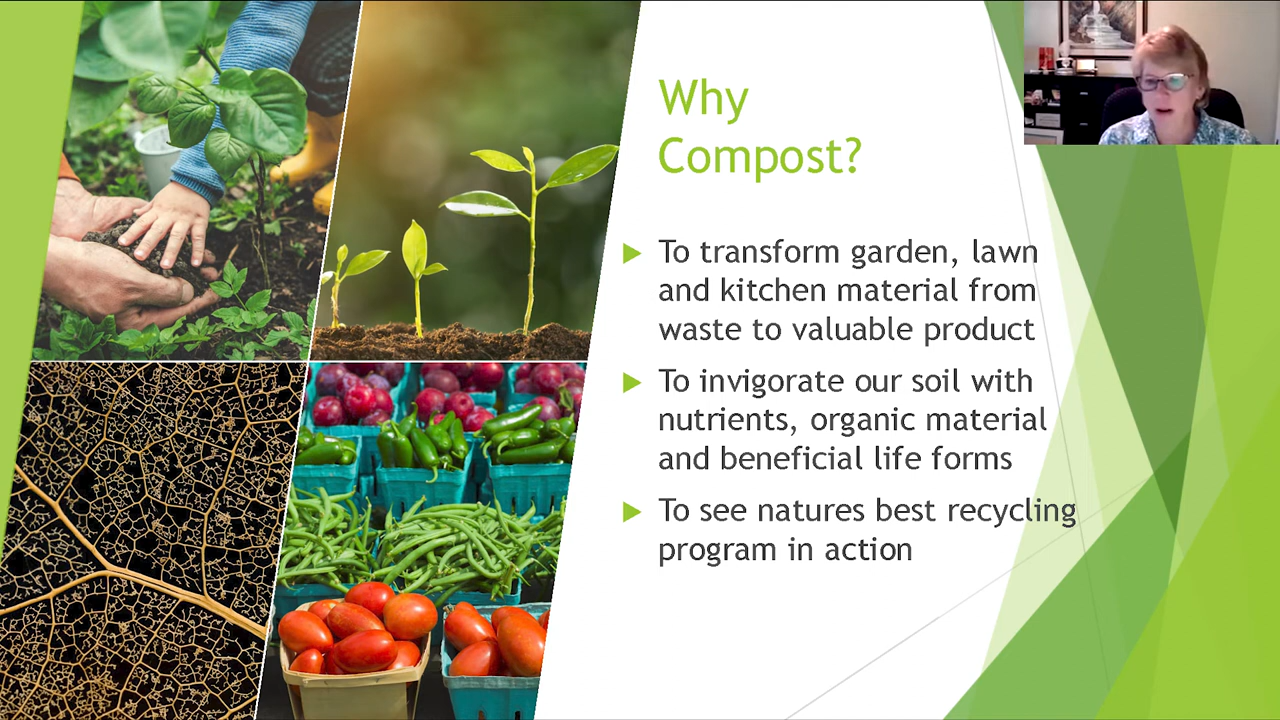 Why
Compost?
To transform garden, lawn
and kitchen material from
waste to valuable product
To invigorate our soil with
nutrients, organic material
and beneficial life forms
To see natures best recycling
program in action